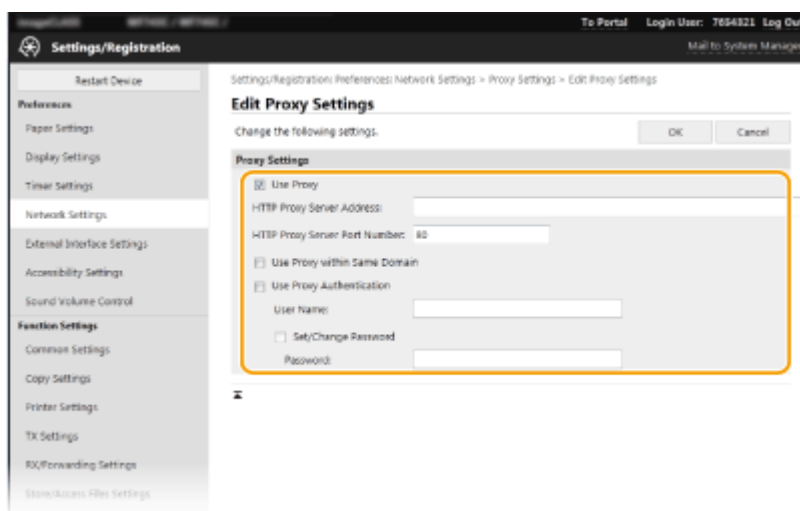 To Portal Login User: 7654321 Log Ou
Settings/Registration
Mail to System Manage
Restart Device
Preferences
Paper Settings
Display Settings
Timer Settings
Network Settings
External Interface Settings
Accessibility Settings
Sound Volume Control
Function Settings
Common Settings
Copy Settings
Printer Settings
TX Settings
RX/Forwarding Settings
Store/Access Files Settings
Settings/Registration: Preferences: Network Settings > Proxy Settings > Edit Proxy Settings
Edit Proxy Settings
Change the following settings.
OK Cancel
Proxy Settings
Use Proxy
HTTP Proxy Server Address:
HTTP Proxy Server Port Number: 80
Use Proxy within Same Domain
Use Proxy Authentication
User Name:
Set/Change Password
Password: